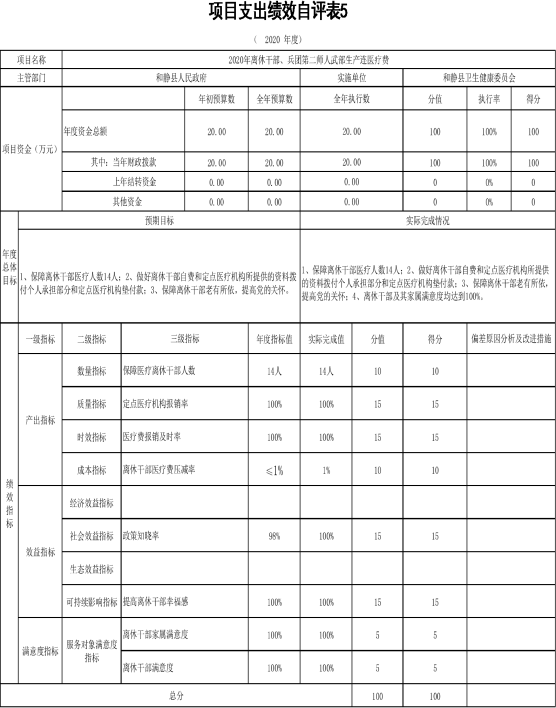 项目支出绩效自评表5
（ 2020 年度）
项目名称 2020年离休干部、兵团第二师人武部生产连医疗费
主管部门 和静县人民政府 实施单位 和静县卫生健康委员会
项目资金（万元） 年初预算数 全年预算数 全年执行数 分值 执行率 得分
年度资金总额 20.00 20.00 20.00 100 100% 100
其中：当年财政拨款 20.00 20.00 20.00 100 100% 100
上年结转资金 0.00 0.00 0.00 0 0% 0
其他资金 0.00 0.00 0.00 0 0% 0
年度总体目标 预期目标 实际完成情况
1、保障离休干部医疗人数14人；2、做好离休干部自费和定点医疗机构所提供的资料拨
付个人承担部分和定点医疗机构垫付款；3、保障离休干部老有所依，提高党的关怀。
1、保障离休干部医疗人数14人；2、做好离休干部自费和定点医疗机构所提供
的资料拨付个人承担部分和定点医疗机构垫付款；3、保障离休干部老有所依，
提高党的关怀；4、离休干部及其家属满意度均达到100%。
绩效指标 一级指标 二级指标 三级指标 年度指标值 实际完成值 分值 得分 偏差原因分析及改进措施
产出指标 数量指标 保障医疗离休干部人数 14人 14人 10 10
质量指标 定点医疗机构报销率 100% 100% 15 15
时效指标 医疗费报销及时率 100% 100% 15 15
成本指标 离休干部医疗费压减率 ≤1% 1% 10 10
效益指标 经济效益指标
社会效益指标 政策知晓率 98% 100% 15 15
生态效益指标
可持续影响指标 提高离休干部幸福感 100% 100% 15 15
满意度指标 服务对象满意度指标 离休干部家属满意度 100% 100% 5 5
离休干部满意度 100% 100% 5 5
总分 100 100